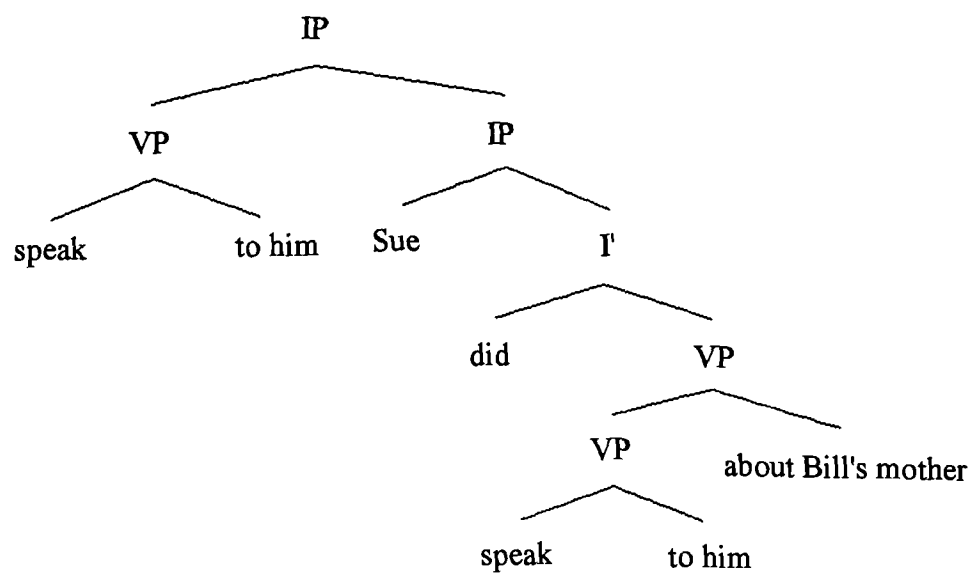 IP
VP IP
speak to him Sue I'
did VP
VP about Bill's mother
speak to him